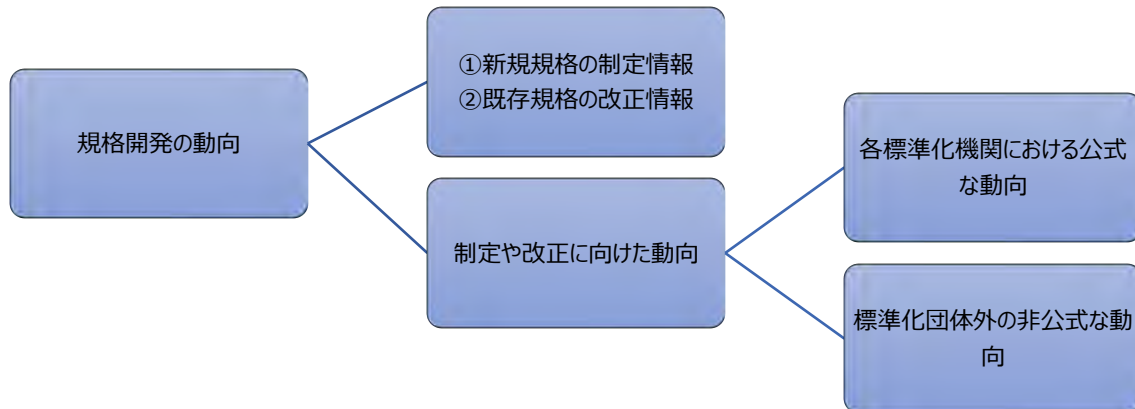 規格開発の動向
①新規規格の制定情報
②既存規格の改正情報
制定や改正に向けた動向
各標準化機関における公式
な動向
標準化団体外の非公式な動
向